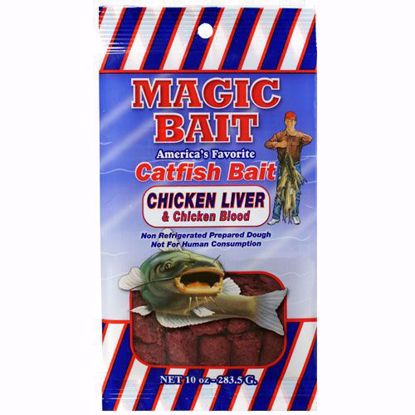 MAGIC
BAIT
America's Favorite
Catfish Bait
CHICKEN LIVER
& Chicken Blood
Non Refrigerated Prepared Dough
Not For Human Consumption
NET 10 oz - 283.5 G.